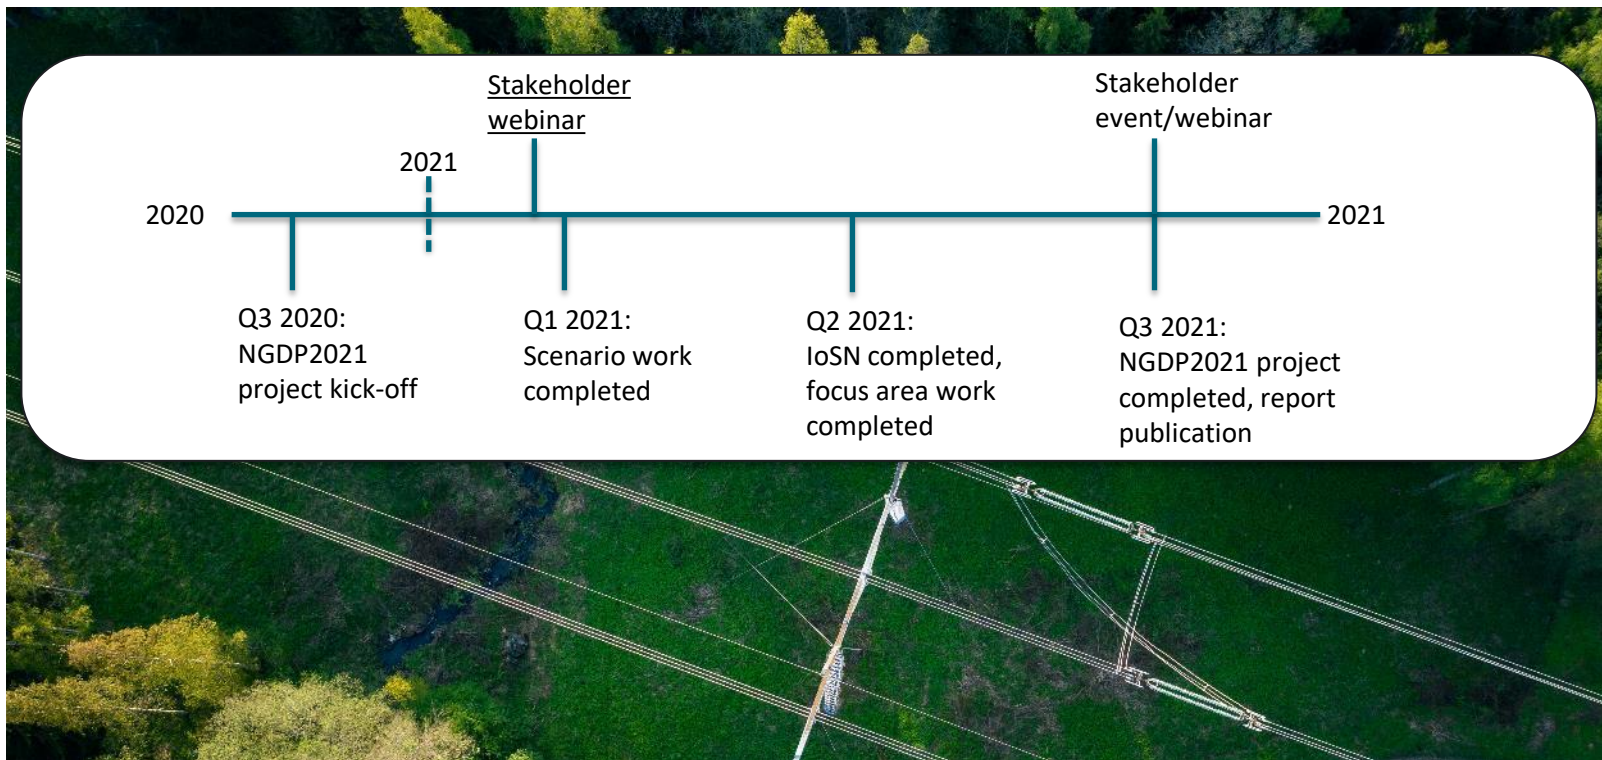 Stakeholder
webinar
Stakeholder
event/webinar
2021
2020
2021
Q3 2020:
NGDP2021
project kick-off
Q1 2021:
Scenario work
completed
Q2 2021:
IoSN completed,
focus area work
completed
Q3 2021:
NGDP2021 project
completed, report
publication